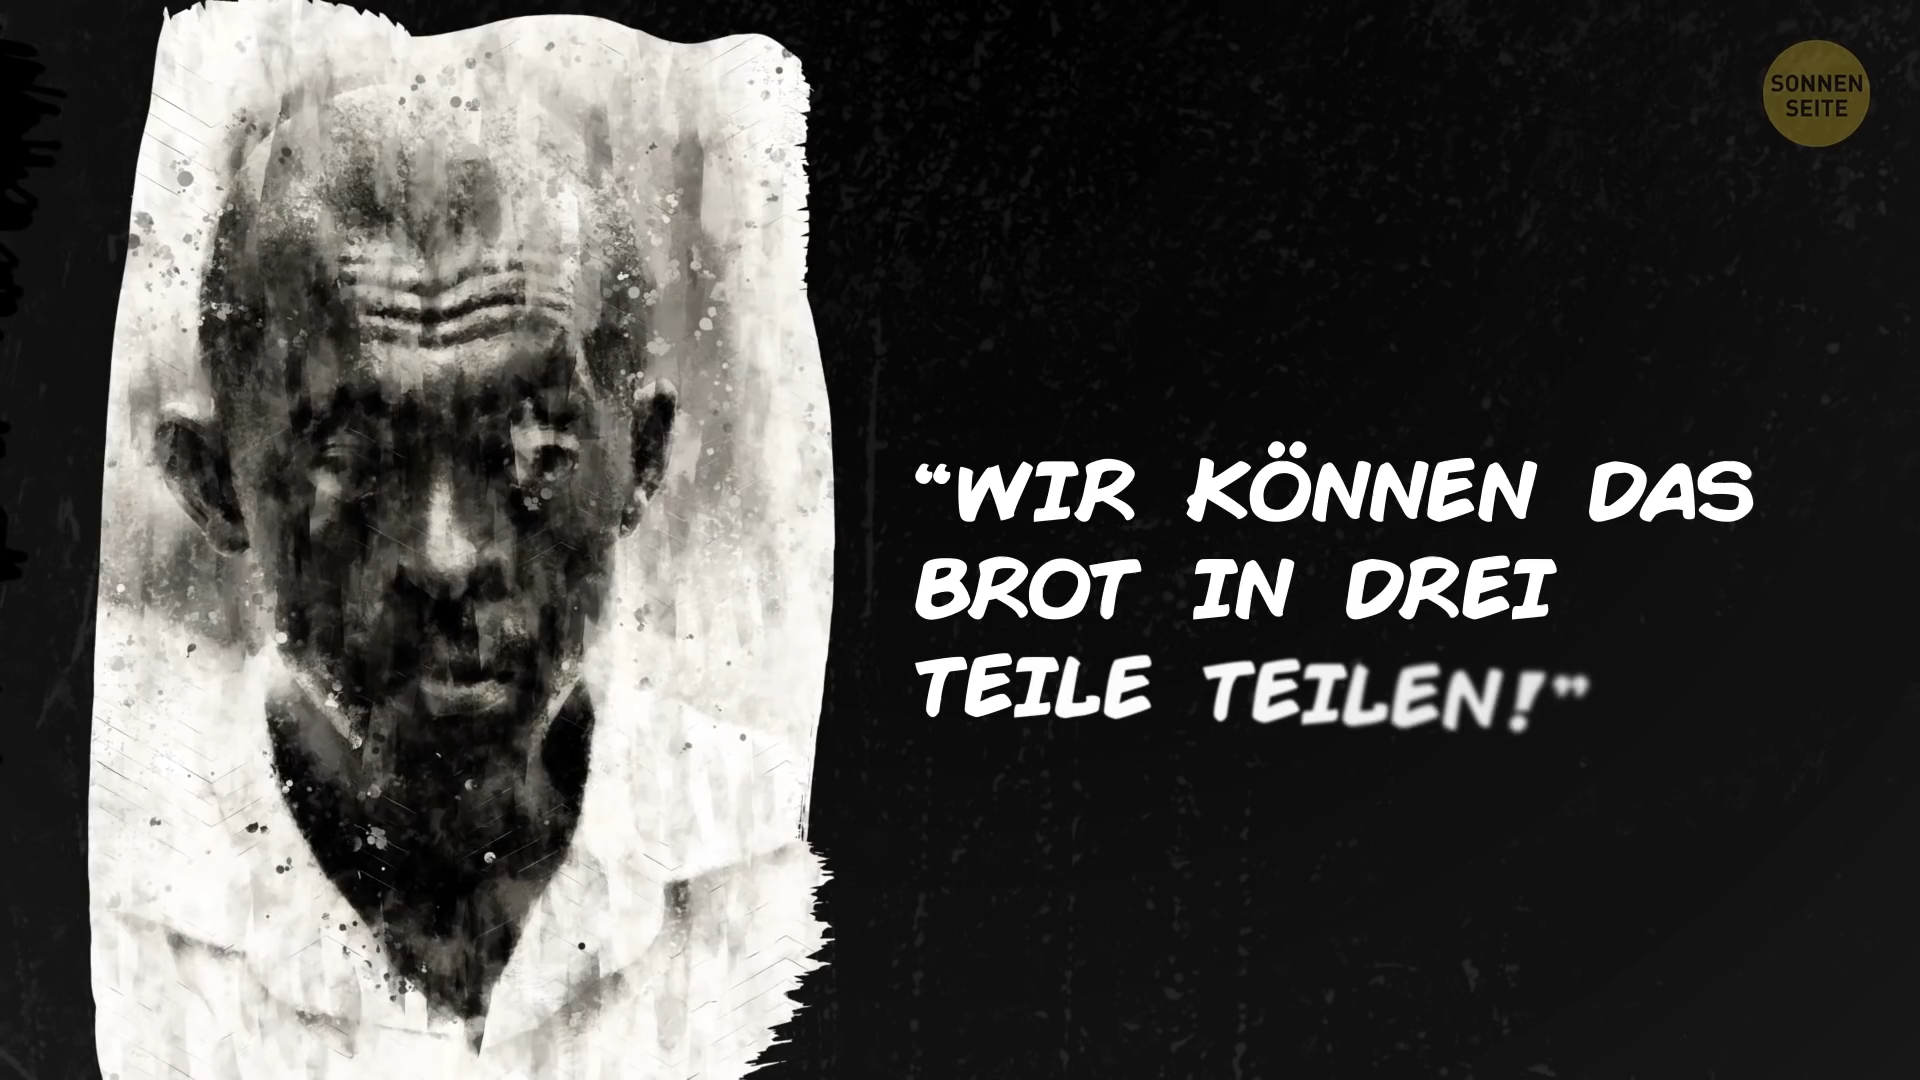 SONNEN
SEITE
“WIR KÖNNEN DAS
BROT IN DREI
TEILE TEILEN!”